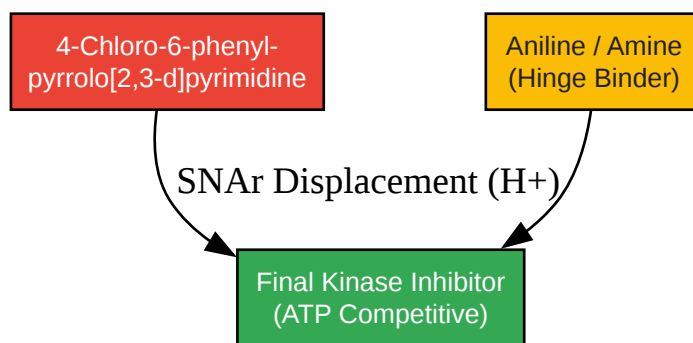 4-Chloro-6-phenyl-
pyrrolo[2,3-d]pyrimidine
Aniline / Amine
(Hinge Binder)
SNAr Displacement (H+)
Final Kinase Inhibitor
(ATP Competitive)